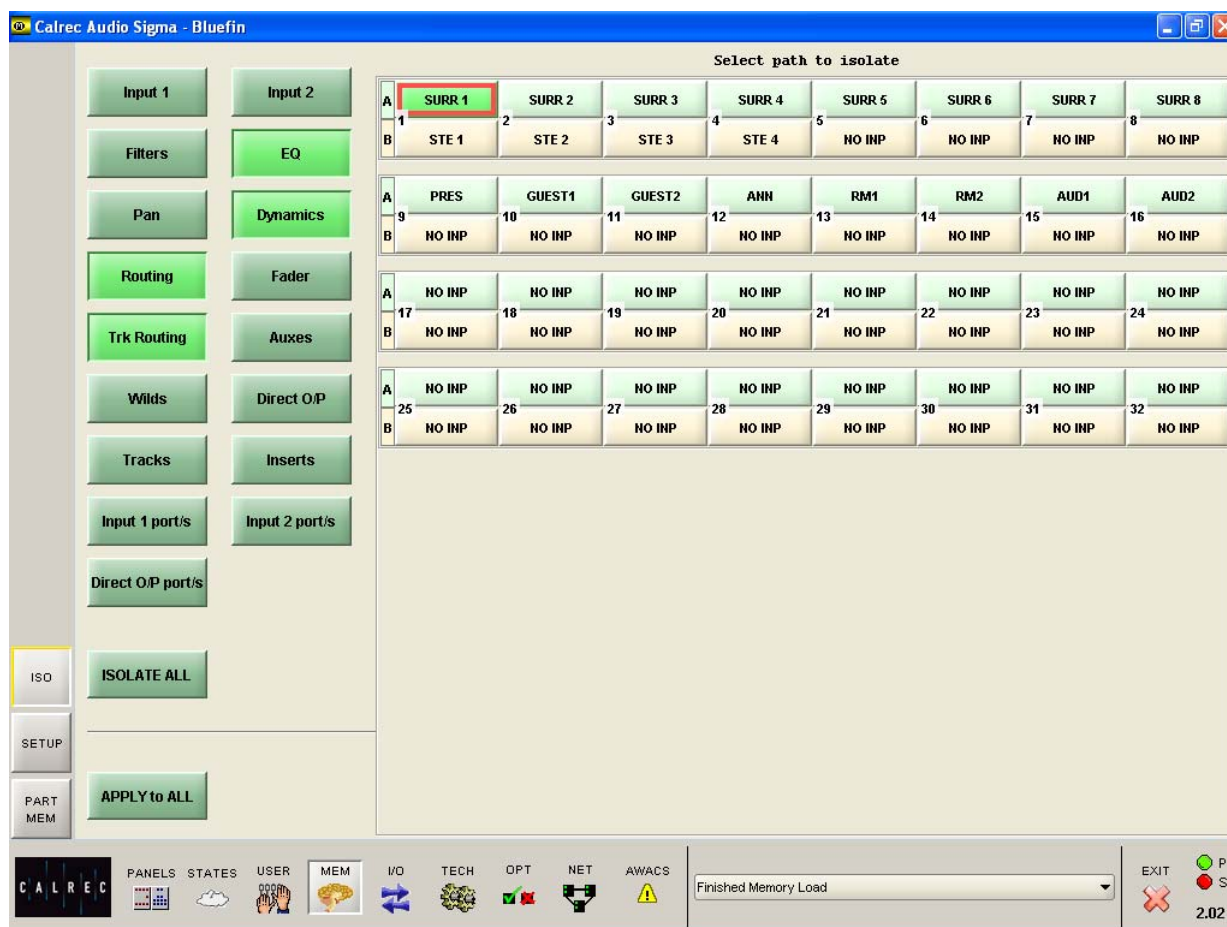 Calrec Audio Sigma - Bluefin
Select path to isolate
Input 1 Input 2
Filters EQ
Pan Dynamics
Routing Fader
Trk Routing Auxes
Wilds Direct O/P
Tracks Inserts
Input 1 port/s Input 2 port/s
Direct O/P port/s
ISOLATE ALL
APPLY to ALL
A SURR 1 SURR 2 SURR 3 SURR 4 SURR 5 SURR 6 SURR 7 SURR 8
1 2 3 4 5 6 7 8
B STE 1 STE 2 STE 3 STE 4 NO INP NO INP NO INP NO INP
A PRES GUEST1 GUEST2 ANN RM1 RM2 AUD1 AUD2
9 10 11 12 13 14 15 16
B NO INP NO INP NO INP NO INP NO INP NO INP NO INP NO INP
A NO INP NO INP NO INP NO INP NO INP NO INP NO INP NO INP
17 18 19 20 21 22 23 24
B NO INP NO INP NO INP NO INP NO INP NO INP NO INP NO INP
A NO INP NO INP NO INP NO INP NO INP NO INP NO INP NO INP
25 26 27 28 29 30 31 32
B NO INP NO INP NO INP NO INP NO INP NO INP NO INP NO INP
ISO
SETUP
PART
MEM
CALREC
PANELS STATES USER MEM I/O TECH OPT NET AWACS
Finished Memory Load
EXIT
P
S
2.02